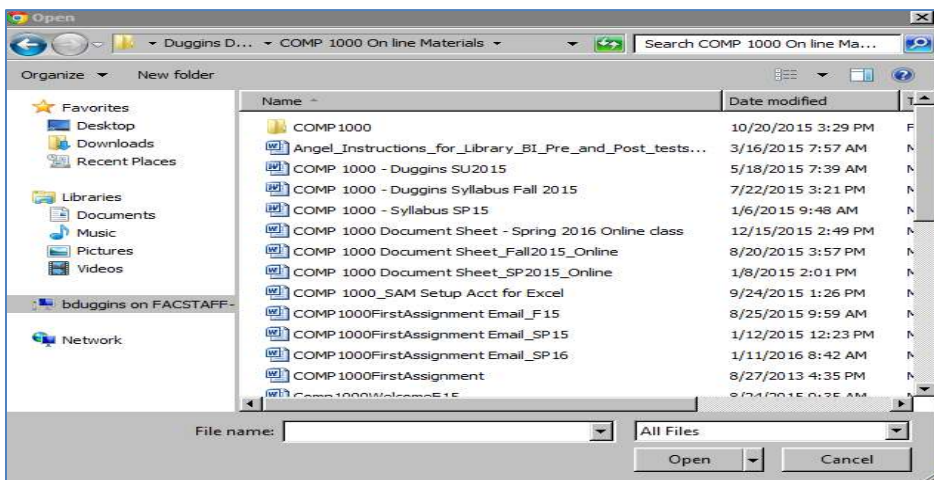 Open
Duggins D... COMP 1000 On line Materials Search COMP 1000 On line Ma...
Organize New folder
Favorites
Desktop
Downloads
Recent Places
Libraries
Documents
Music
Pictures
Videos
bduggins on FACSTAFF-
Network
Name Date modified
COMP1000 10/20/2015 3:29 PM
Angel_Instructions_for_Library_BI_Pre_and_Post_tests... 3/16/2015 7:57 AM
COMP 1000 - Duggins SU2015 5/18/2015 7:39 AM
COMP 1000 - Duggins Syllabus Fall 2015 7/22/2015 3:21 PM
COMP 1000 - Syllabus SP15 1/6/2015 9:48 AM
COMP 1000 Document Sheet - Spring 2016 Online class 12/15/2015 2:49 PM
COMP 1000 Document Sheet_Fall2015_Online 8/20/2015 3:57 PM
COMP 1000 Document Sheet_SP2015_Online 1/8/2015 2:01 PM
COMP 1000_SAM Setup Acct for Excel 9/24/2015 1:26 PM
COMP1000FirstAssignment Email_F15 8/25/2015 9:59 AM
COMP1000FirstAssignment Email_SP15 1/12/2015 12:23 PM
COMP1000FirstAssignment Email_SP16 1/11/2016 8:42 AM
COMP1000FirstAssignment 8/27/2013 4:35 PM
File name: All Files
Open Cancel